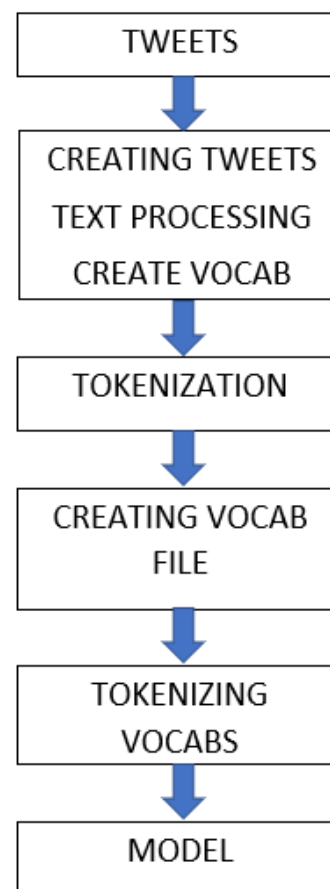 TWEETS
CREATING TWEETS
TEXT PROCESSING
CREATE VOCAB
TOKENIZATION
CREATING VOCAB
FILE
TOKENIZING
VOCABS
MODEL